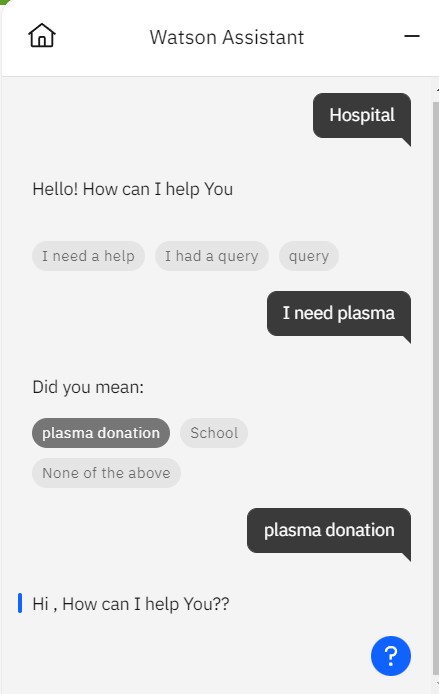 Watson Assistant
Hospital
Hello! How can I help You
I need a help I had a query query
I need plasma
Did you mean:
plasma donation School
None of the above
plasma donation
Hi , How can I help You??
?